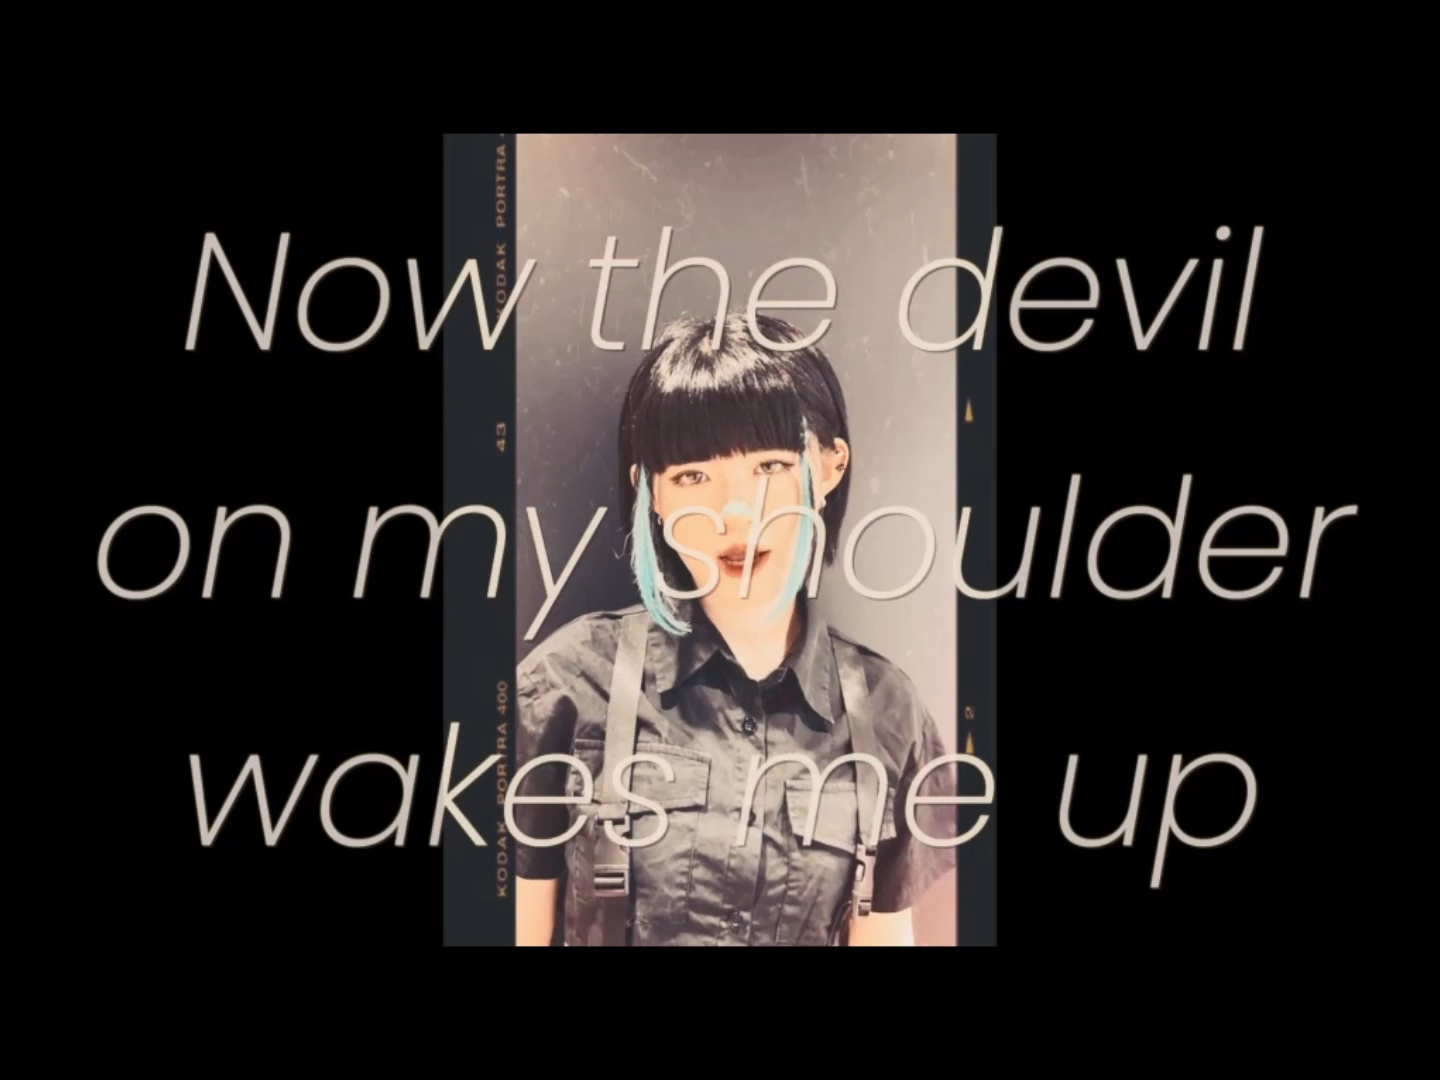 Now the devil
on my shoulder
wakes me up
KODAK PORTRA
43
KODAK PORTRA 400
2